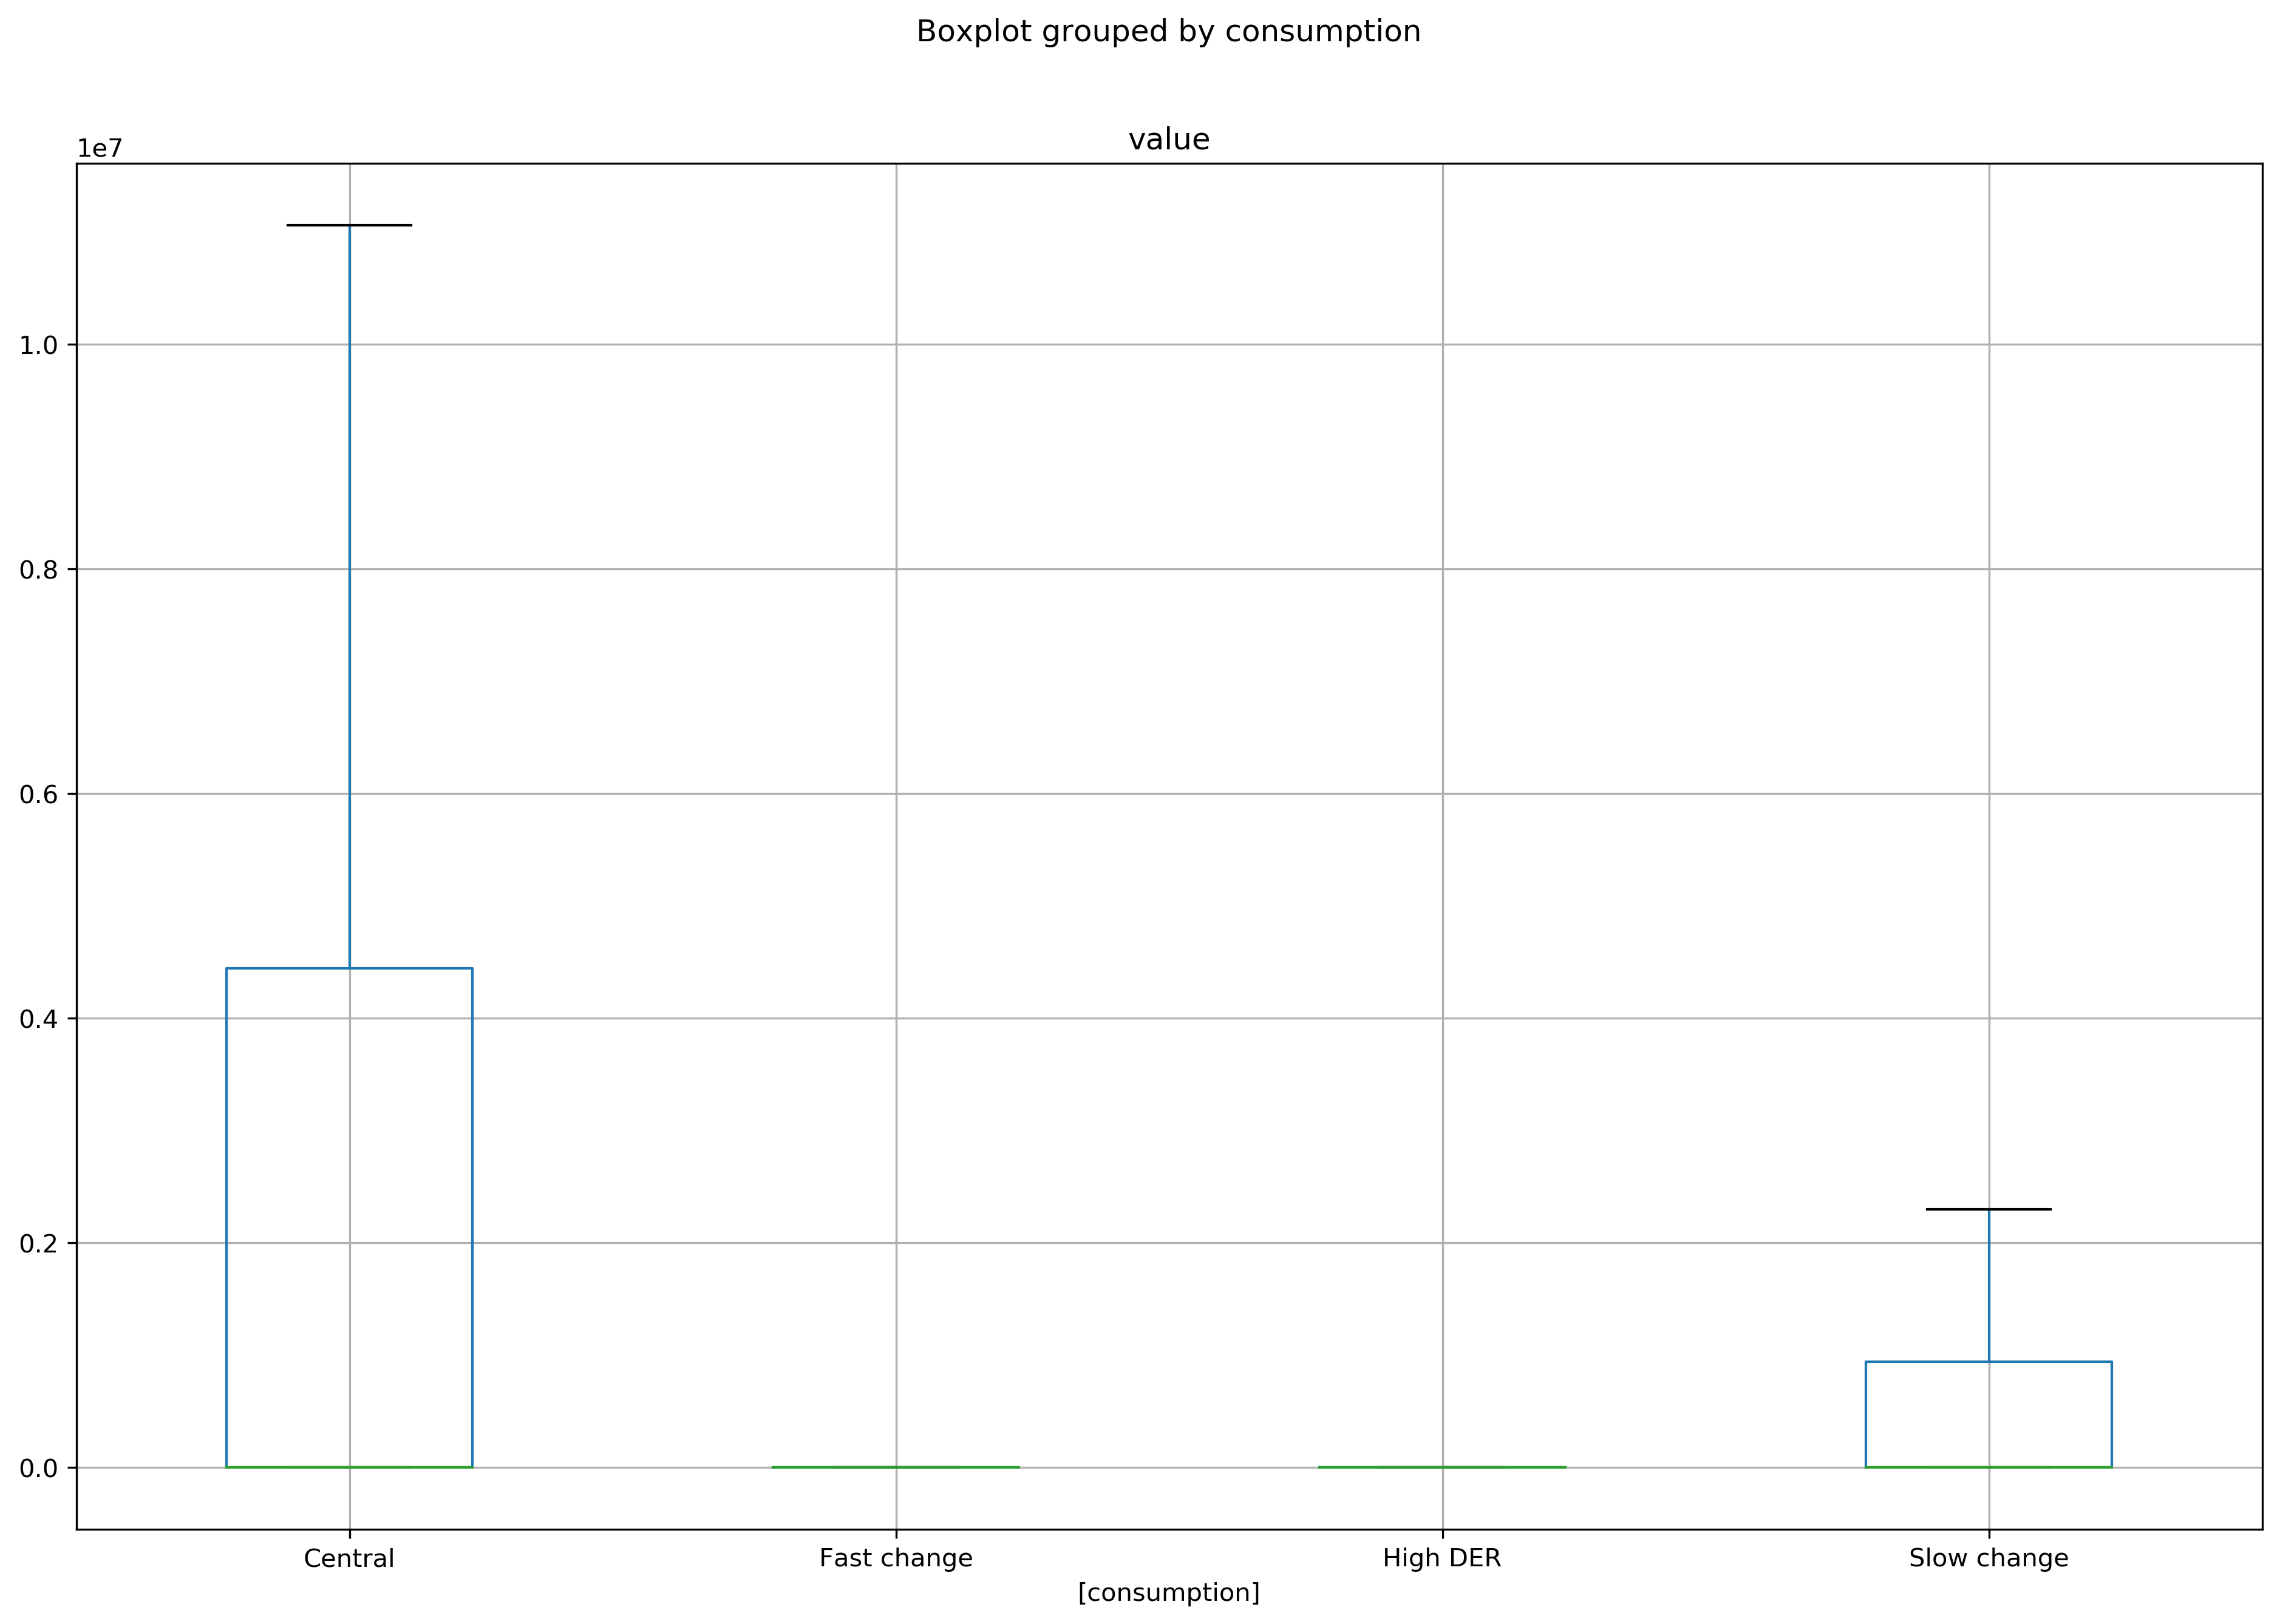 Boxplot grouped by consumption
value
1e7
1.0
0.8
0.6
0.4
0.2
0.0
Central Fast change High DER Slow change
[consumption]